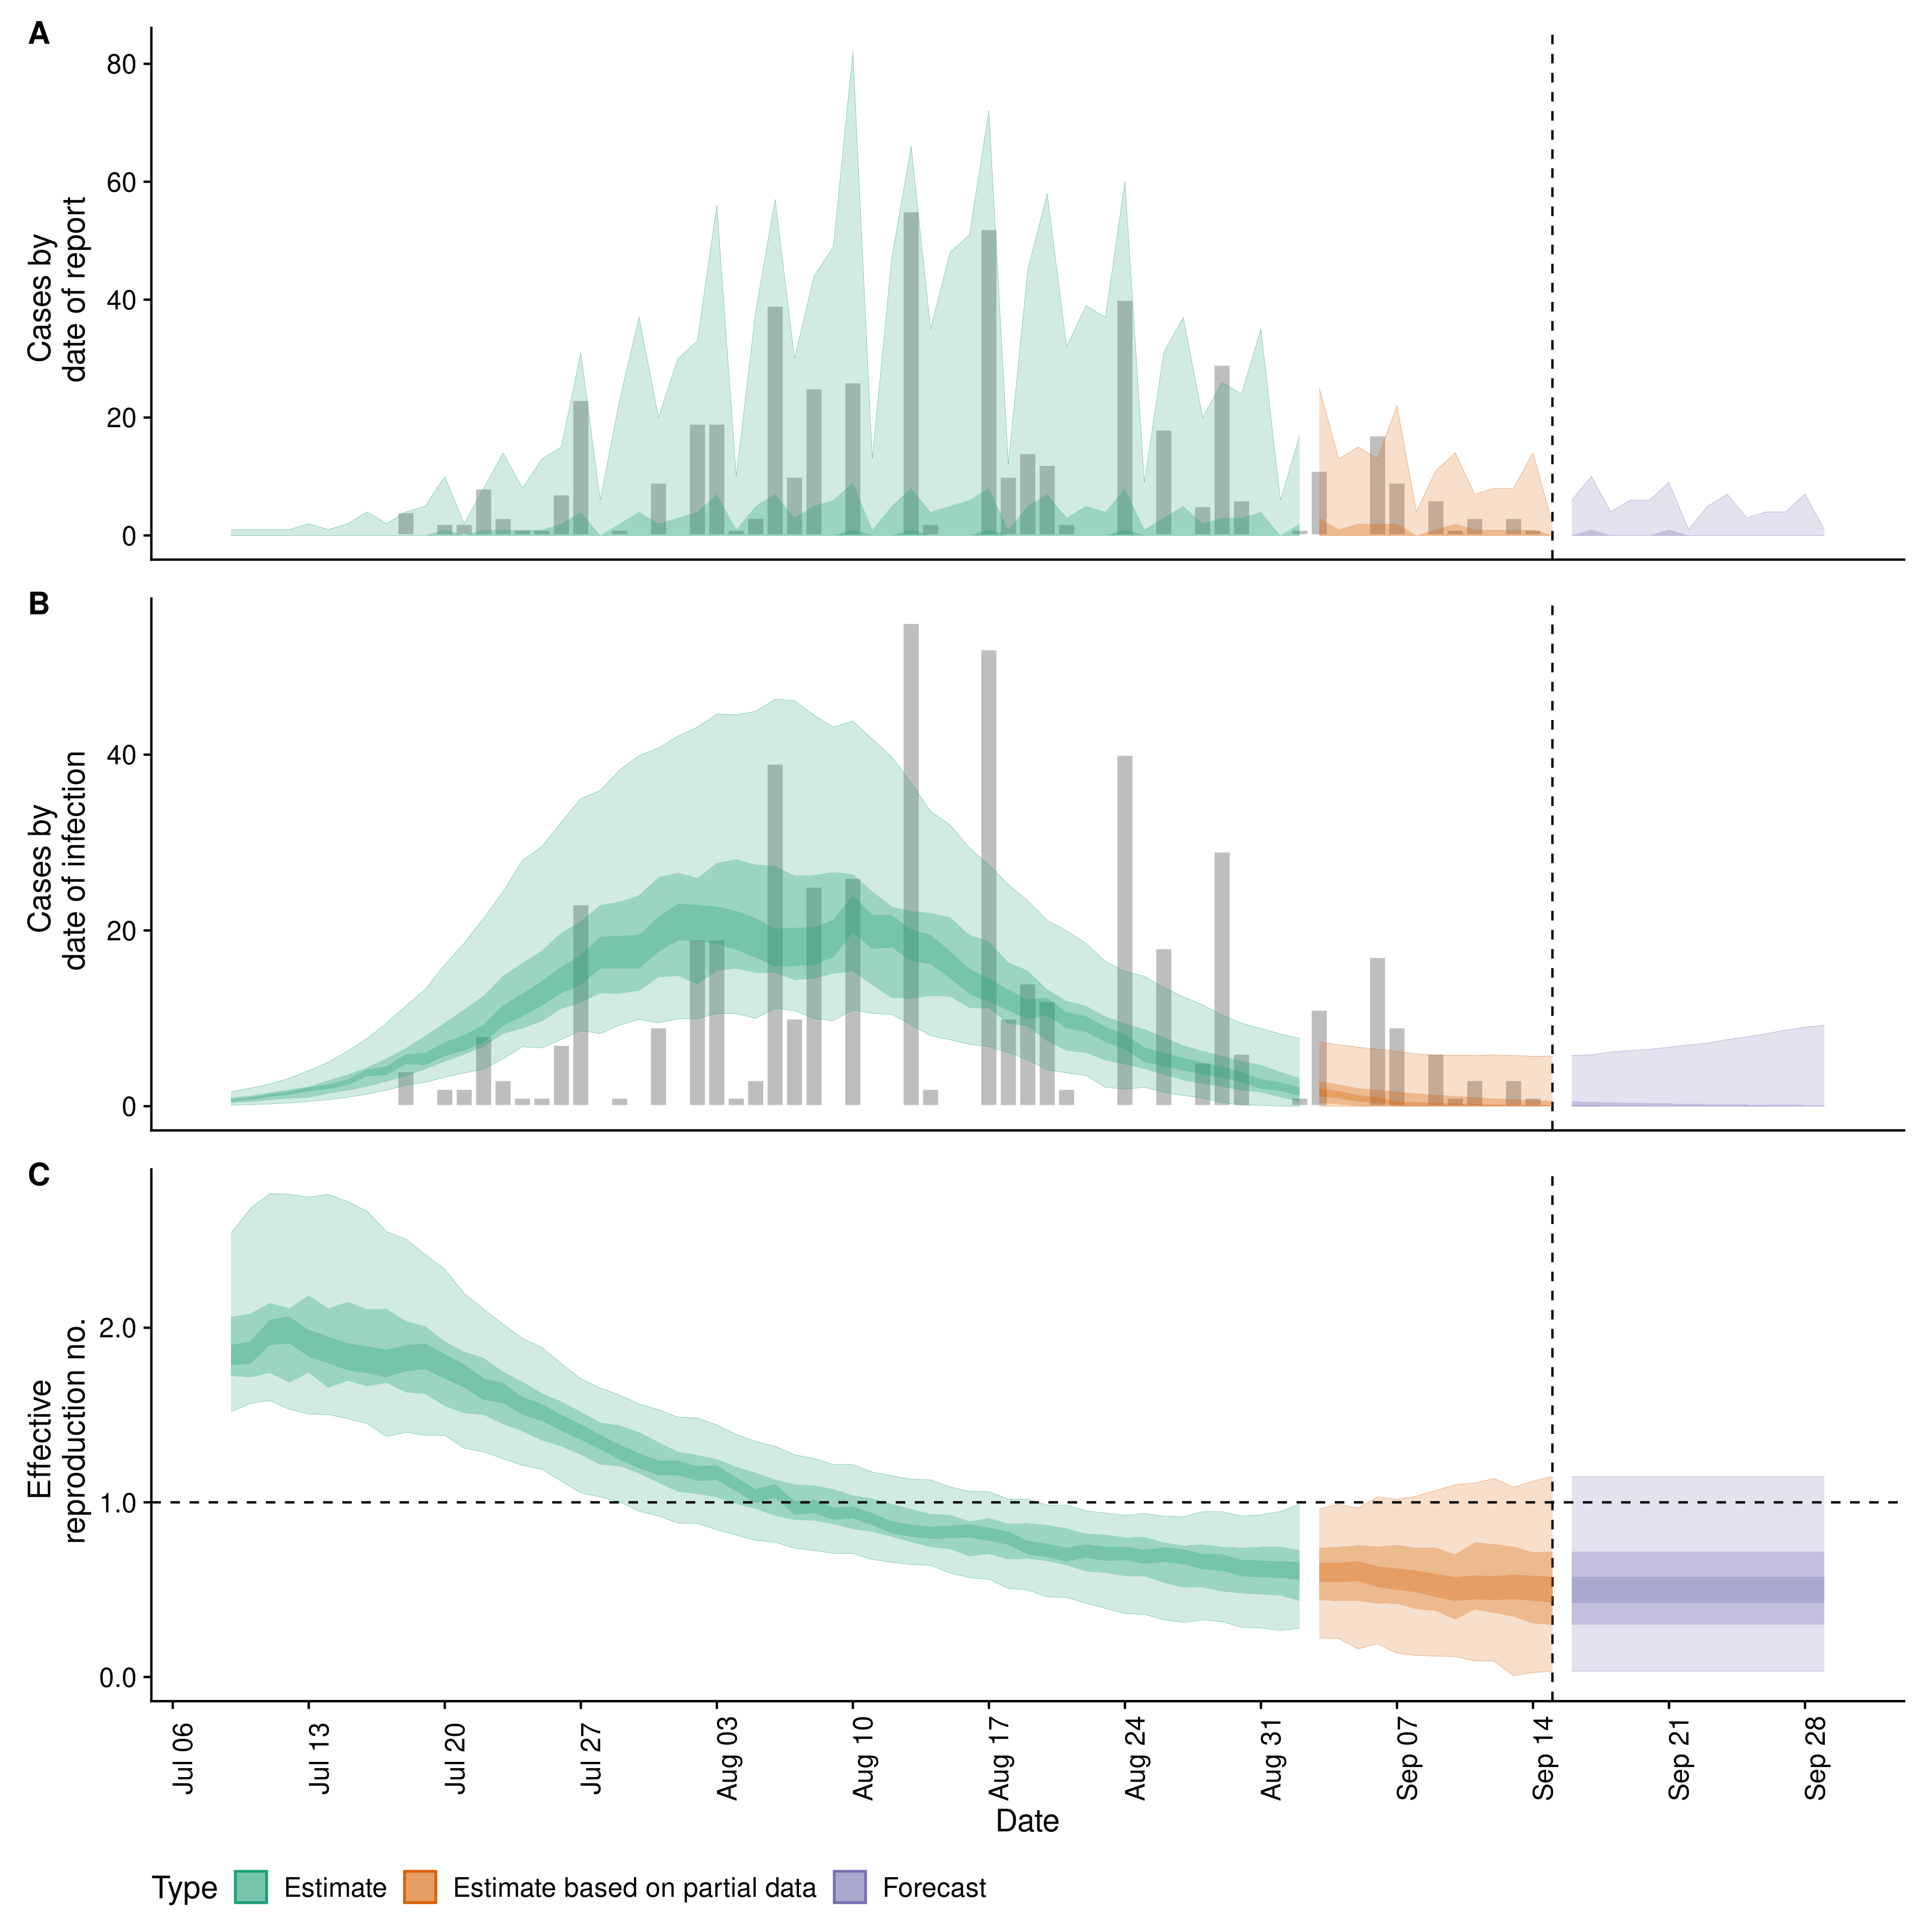 A
80
60
40
20
0
Cases by
date of report
B
40
20
0
Cases by
date of infection
C
2.0
1.0
0.0
Effective
reproduction no.
Jul 06
Jul 13
Jul 20
Jul 27
Aug 03
Aug 10
Aug 17
Aug 24
Aug 31
Sep 07
Sep 14
Sep 21
Sep 28
Date
Type Estimate Estimate based on partial data Forecast